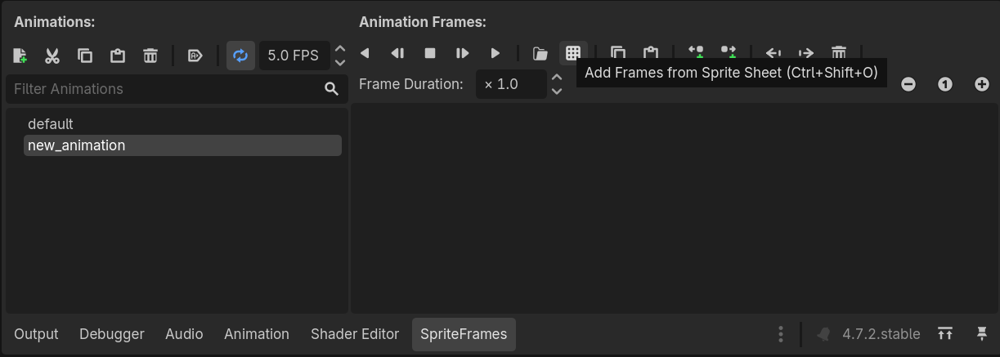 Animations:
Animation Frames:
5.0 FPS
Filter Animations
Frame Duration:
× 1.0
Add Frames from Sprite Sheet (Ctrl+Shift+O)
1
default
new_animation
Output
Debugger
Audio
Animation
Shader Editor
SpriteFrames
4.7.2.stable